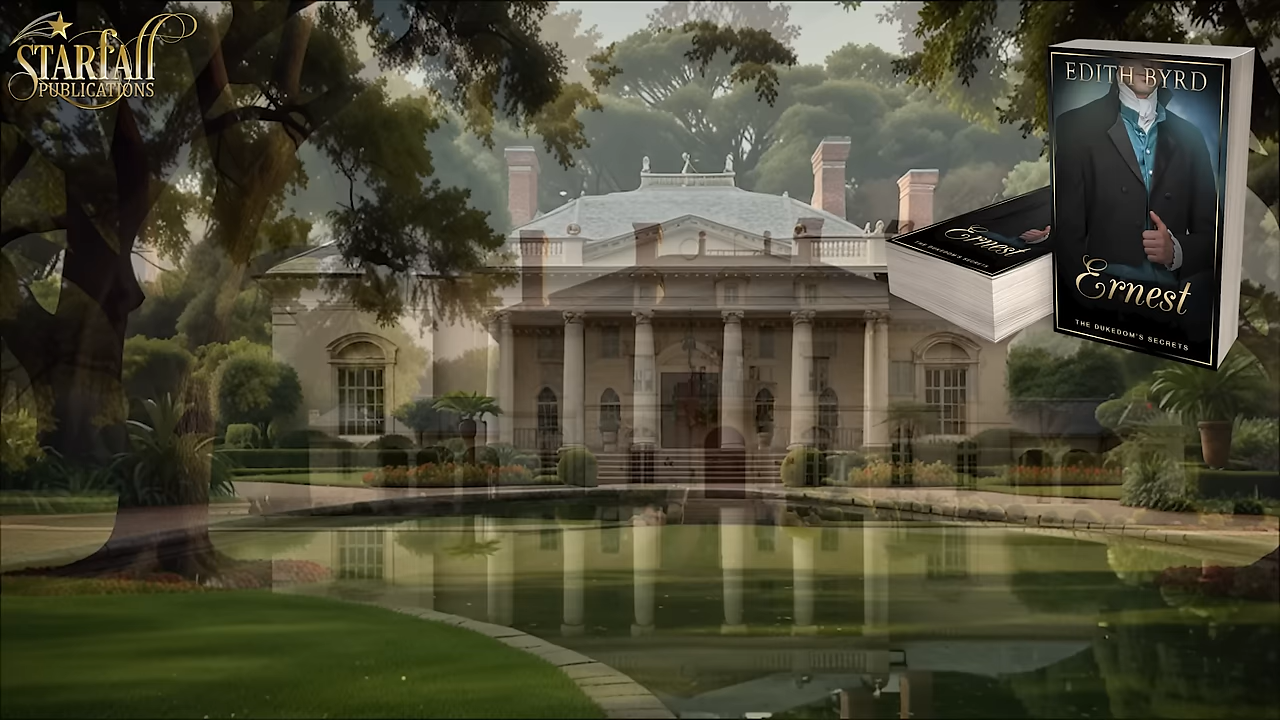 STARfall
PUBLICATIONS
EDITH BYRD
Ernest
THE DUKEDOM'S SECRETS
Ernest
THE DUKEDOM'S SECRETS